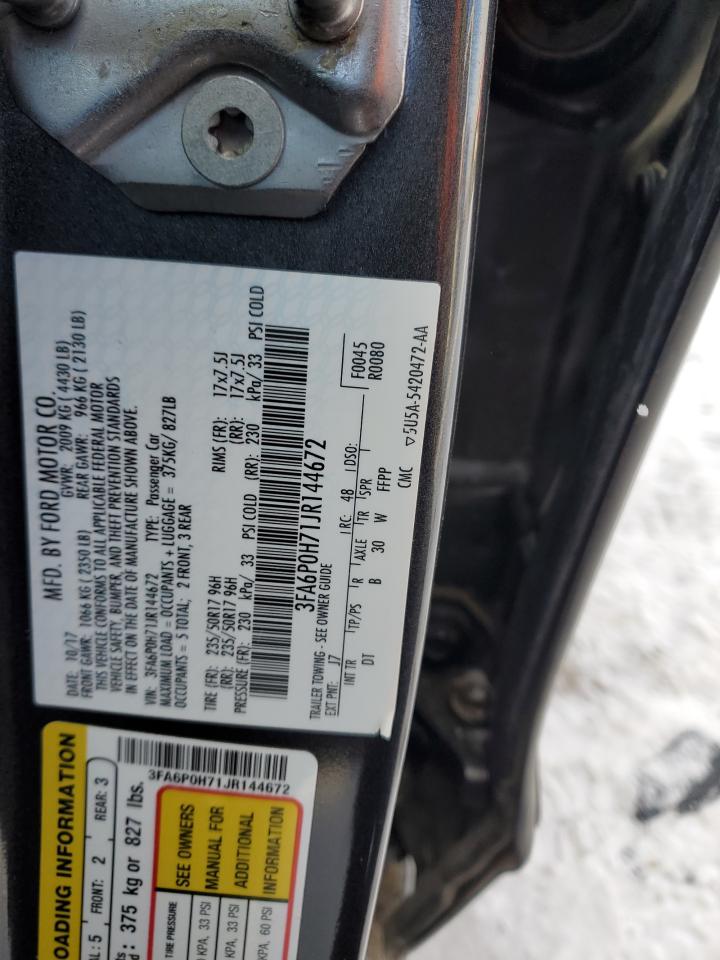 MFD. BY FORD MOTOR CO.
DATE: 10/17 GVWR: 2009 KG ( 4430 LB)
FRONT GAWR: 1066 KG ( 2350 LB) REAR GAWR: 966 KG ( 2130 LB)
THIS VEHICLE CONFORMS TO ALL APPLICABLE FEDERAL MOTOR
VEHICLE SAFETY, BUMPER, AND THEFT PREVENTION STANDARDS
IN EFFECT ON THE DATE OF MANUFACTURE SHOWN ABOVE.
VIN: 3FA6P0H71JR144672 TYPE: Passenger Car
MAXIMUM LOAD = OCCUPANTS + LUGGAGE = 375KG/ 827LB
OCCUPANTS = 5 TOTAL; 2 FRONT, 3 REAR
TIRE (FR): 235/50R17 96H RIMS (FR): 17x7.5J
(RR): 235/50R17 96H 17x7.5J
PRESSURE (FR): 230 kPa/ 33 PSI COLD (RR): 230 kPa/ 33 PSI COLD
3FA6P0H71JR144672
TRAILER TOWING - SEE OWNER GUIDE F0045
EXT PNT: J7 RC: 48 DSO: R0080
INT TR TP/PS R AXLE TR SPR
DT B 30 W FFPP
CMC ▽5U5A-5420472-AA
3FA6P0H71JR144672
OADING INFORMATION
AL: 5 FRONT: 2 REAR: 3
: 375 kg or 827 lbs.
TIRE PRESSURE
KPA, 33 PSI
KPA, 33 PSI
KPA, 60 PSI
SEE OWNERS
MANUAL FOR
ADDITIONAL
INFORMATION